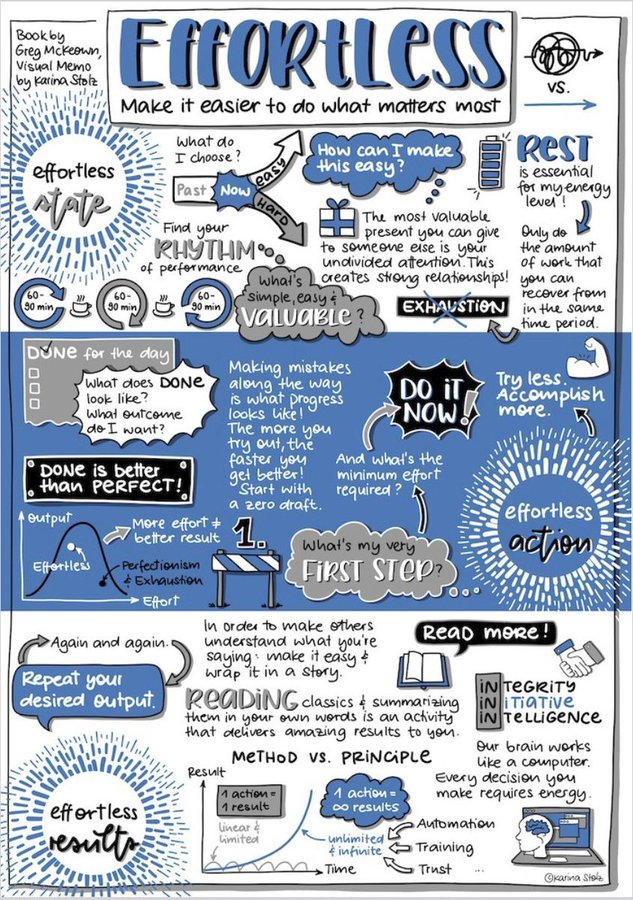 Book by
Greg McKeown,
Visual Memo
by Karina Stolz
EFFORTLESS
Make it easier to do what matters most
vs.
effortless
state
What do
I choose?
Past
Now
easy
HARD
How can I make
this easy?
REST
is essential
for my energy
level!
Only do
the amount
of work that
you can
recover from
in the same
time period.
EXHAUSTION
Find your
RHYTHM
of performance
60-
90 min
60-
90 min
60-
90 min
The most valuable
present you can give
to someone else is your
undivided attention. This
creates strong relationships!
What's
simple, easy &
VALUABLE?
DONE for the day
What does DONE
look like?
What outcome
do I want?
DONE is better
than PERFECT!
Output
More effort ≠
better result
Effortless
Perfectionism
& Exhaustion
Effort
Making mistakes
along the way
is what progress
looks like!
The more you
try out, the
faster you
get better!
Start with
a zero draft.
1.
DO IT
NOW!
And what's the
minimum effort
required?
What's my very
FIRST STEP?
...
Try less.
Accomplish
more.
effortless
action
Again and again.
Repeat your
desired output.
In order to make others
understand what you're
saying: make it easy &
wrap it in a story.
READ MORE!
READING classics & summarizing
them in your own words is an activity
that delivers amazing results to you.
INTEGRITY
INITIATIVE
INTELLIGENCE
effortless
results
METHOD VS. PRINCIPLE
Result
1 action =
1 result
linear &
limited
1 action =
∞ results
unlimited
& infinite
Time
Automation
Training
Trust ...
Our brain works
like a computer.
Every decision you
make requires energy.
©Karina Stolz